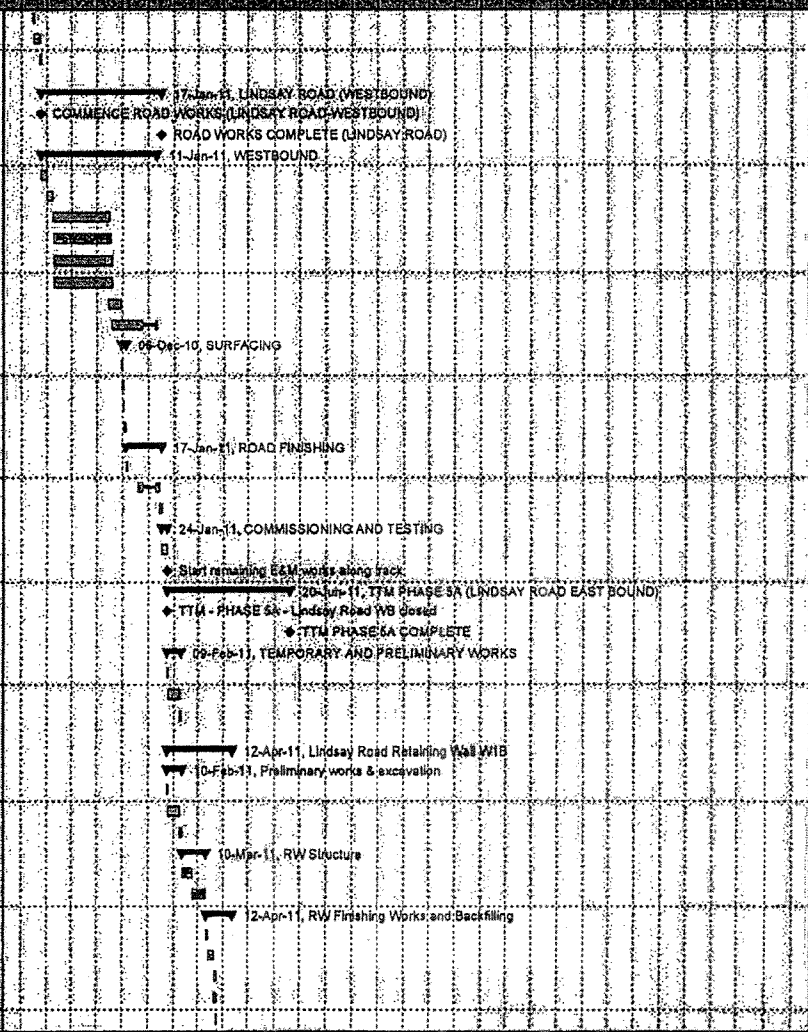 17-Jan-11, LINDSAY ROAD (WESTBOUND)
COMMENCE ROAD WORKS (LINDSAY ROAD-WESTBOUND)
ROAD WORKS COMPLETE (LINDSAY ROAD)
11-Jan-11, WESTBOUND
06-Dec-10, SURFACING
17-Jan-11, ROAD FINISHING
24-Jan-11, COMMISSIONING AND TESTING
Start remaining E&M works along track
20-Jun-11, TTM PHASE 5A (LINDSAY ROAD EAST BOUND)
TTM - PHASE 5A - Lindsay Road WB closed
TTM PHASE 5A COMPLETE
09-Feb-11, TEMPORARY AND PRELIMINARY WORKS
12-Apr-11, Lindsay Road Retaining Wall W1B
10-Feb-11, Preliminary works & excavation
10-Mar-11, RW Structure
12-Apr-11, RW Finishing Works and Backfilling